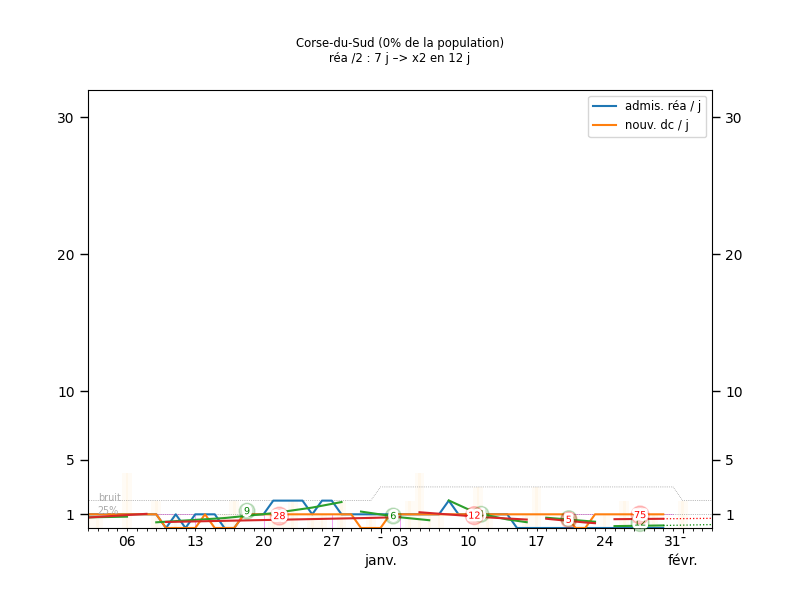 Corse-du-Sud (0% de la population)
réa /2 : 7 j –> x2 en 12 j
admis. réa / j
nouv. dc / j
30 30
20 20
10 10
5 5
1 1
bruit
25%
9 28 6 12 5 75
06 13 20 27 03 10 17 24 31
janv. févr.